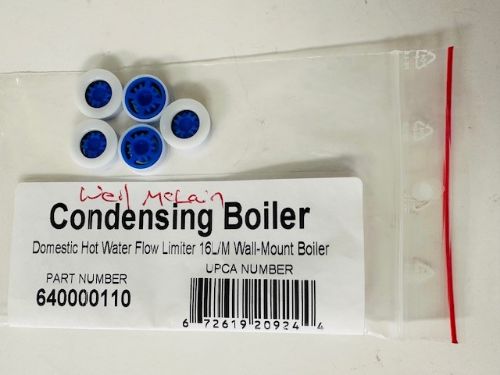 Weil McLain
Condensing Boiler
Domestic Hot Water Flow Limiter 16L/M Wall-Mount Boiler
PART NUMBER
640000110
UPCA NUMBER
6 72619 20924 4